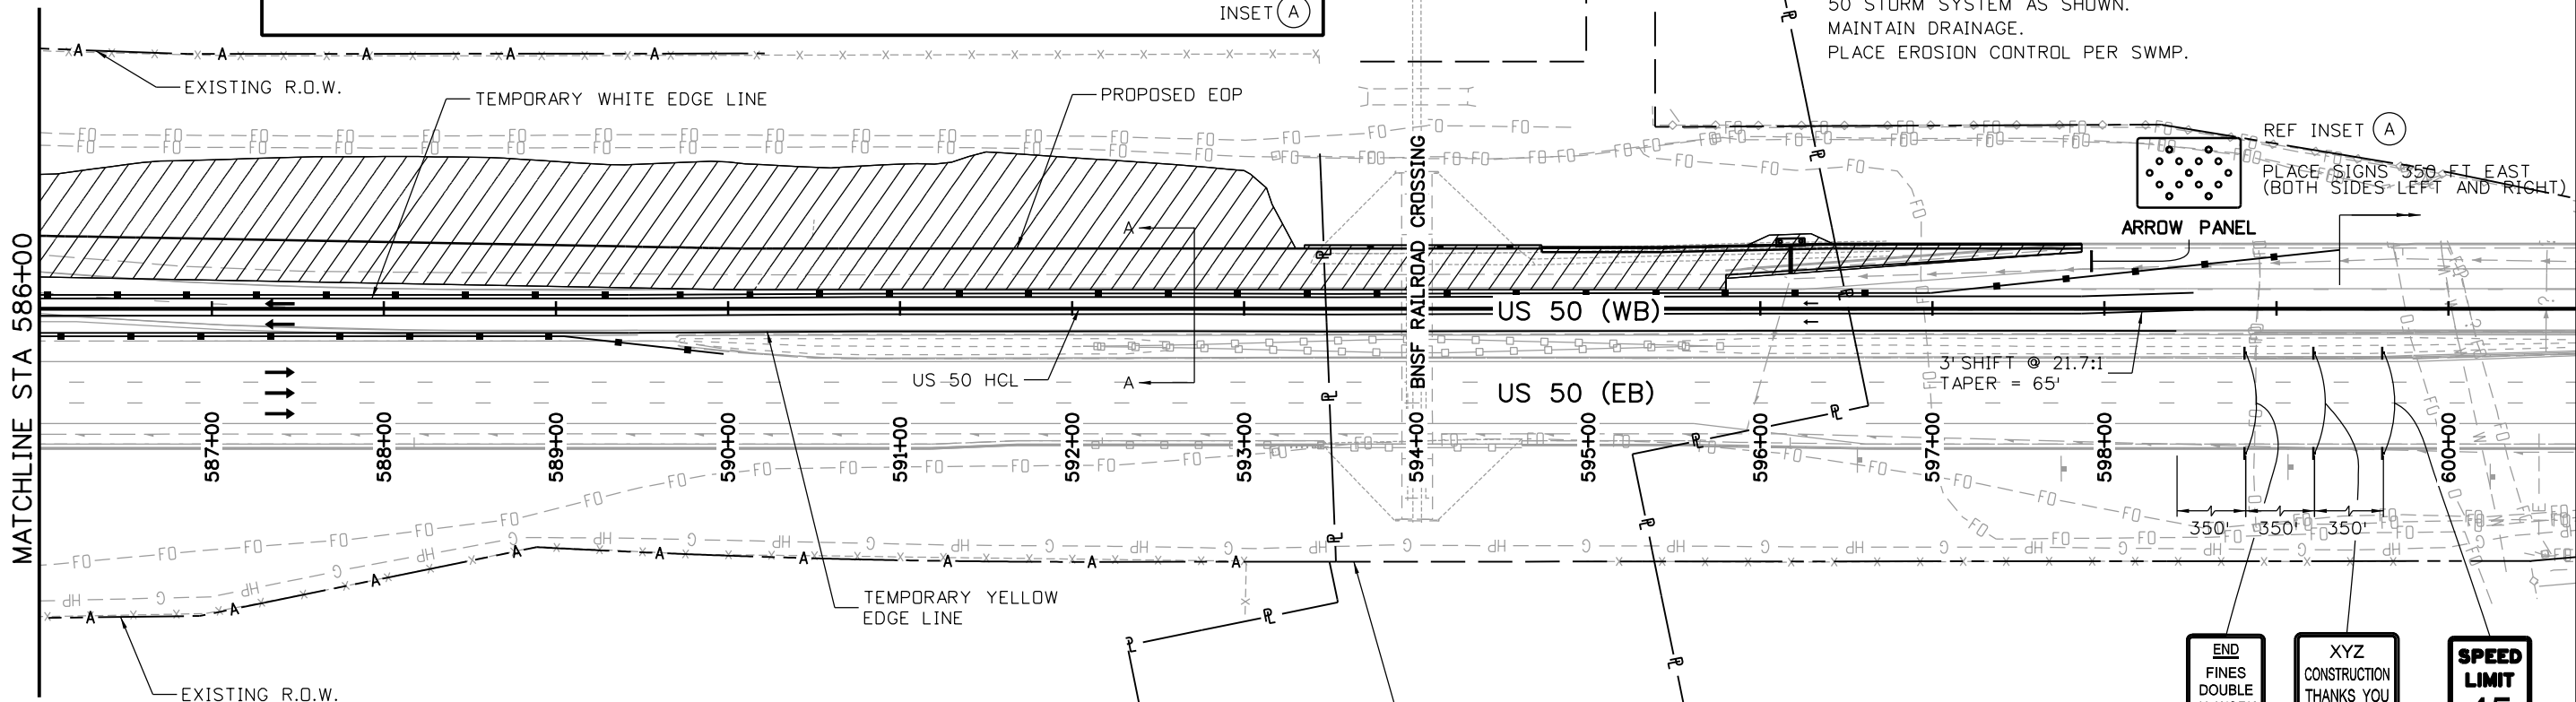 INSET A
50 STORM SYSTEM AS SHOWN.
MAINTAIN DRAINAGE.
PLACE EROSION CONTROL PER SWMP.
EXISTING R.O.W.
TEMPORARY WHITE EDGE LINE
PROPOSED EOP
REF INSET A
PLACE SIGNS 350 FT EAST
(BOTH SIDES LEFT AND RIGHT)
ARROW PANEL
MATCHLINE STA 586+00
BNSF RAILROAD CROSSING
A
A
US 50 (WB)
US 50 HCL
US 50 (EB)
3' SHIFT @ 21.7:1
TAPER = 65'
587+00
588+00
589+00
590+00
591+00
592+00
593+00
594+00
595+00
596+00
597+00
598+00
600+00
350'
350'
350'
TEMPORARY YELLOW
EDGE LINE
EXISTING R.O.W.
END
FINES
DOUBLE
XYZ
CONSTRUCTION
THANKS YOU
SPEED
LIMIT